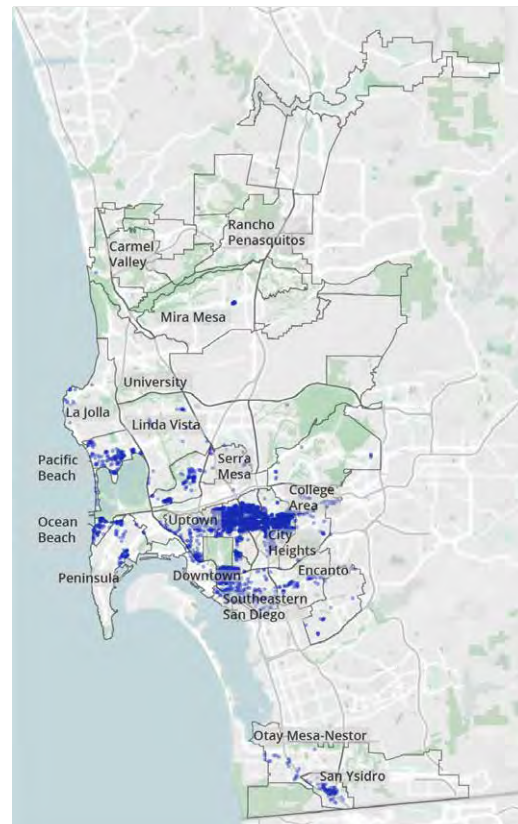 Rancho
Penasquitos
Carmel
Valley
Mira Mesa
University
La Jolla
Linda Vista
Serra
Mesa
Pacific
Beach
College
Area
Ocean
Beach
Uptown
City
Heights
Peninsula
Downtown
Encanto
Southeastern
San Diego
Otay Mesa-Nestor
San Ysidro